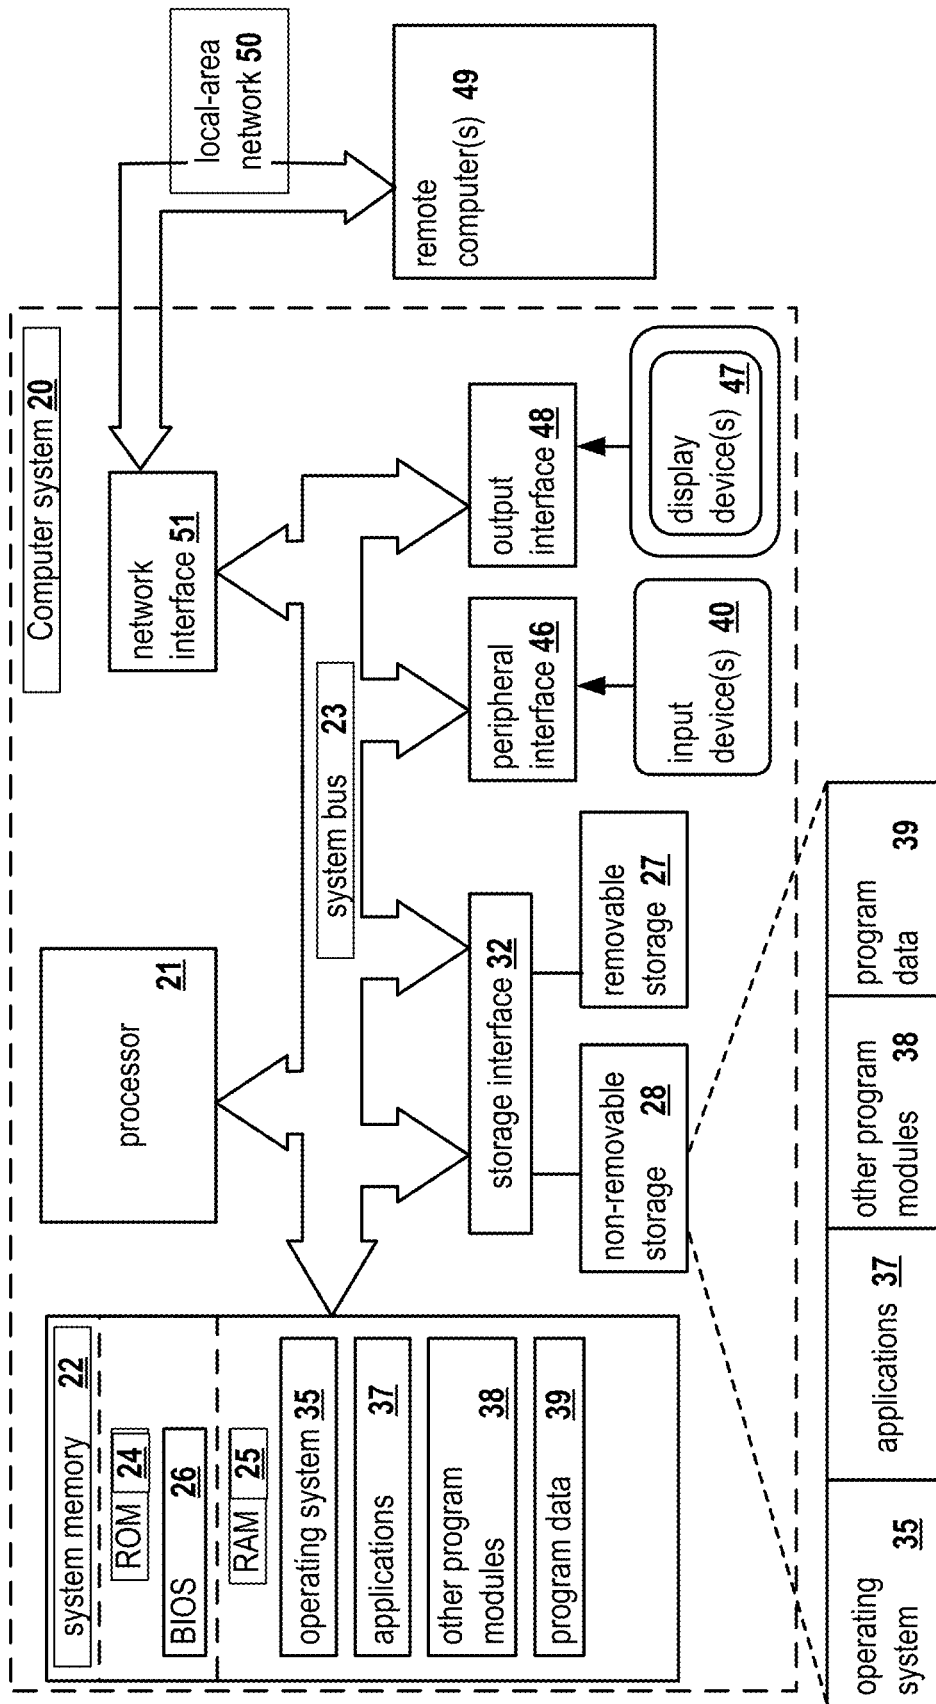 Computer system 20
system memory 22
ROM 24
BIOS 26
RAM 25
operating system 35
applications
37
other program
modules 38
program data 39
processor
21
network
interface 51
local-area
network 50
system bus 23
storage interface 32
non-removable
storage 28
removable
storage 27
peripheral
interface 46
output
interface 48
input
device(s) 40
display
device(s) 47
remote
computer(s) 49
operating
system 35
applications 37
other program
modules 38
program
data 39